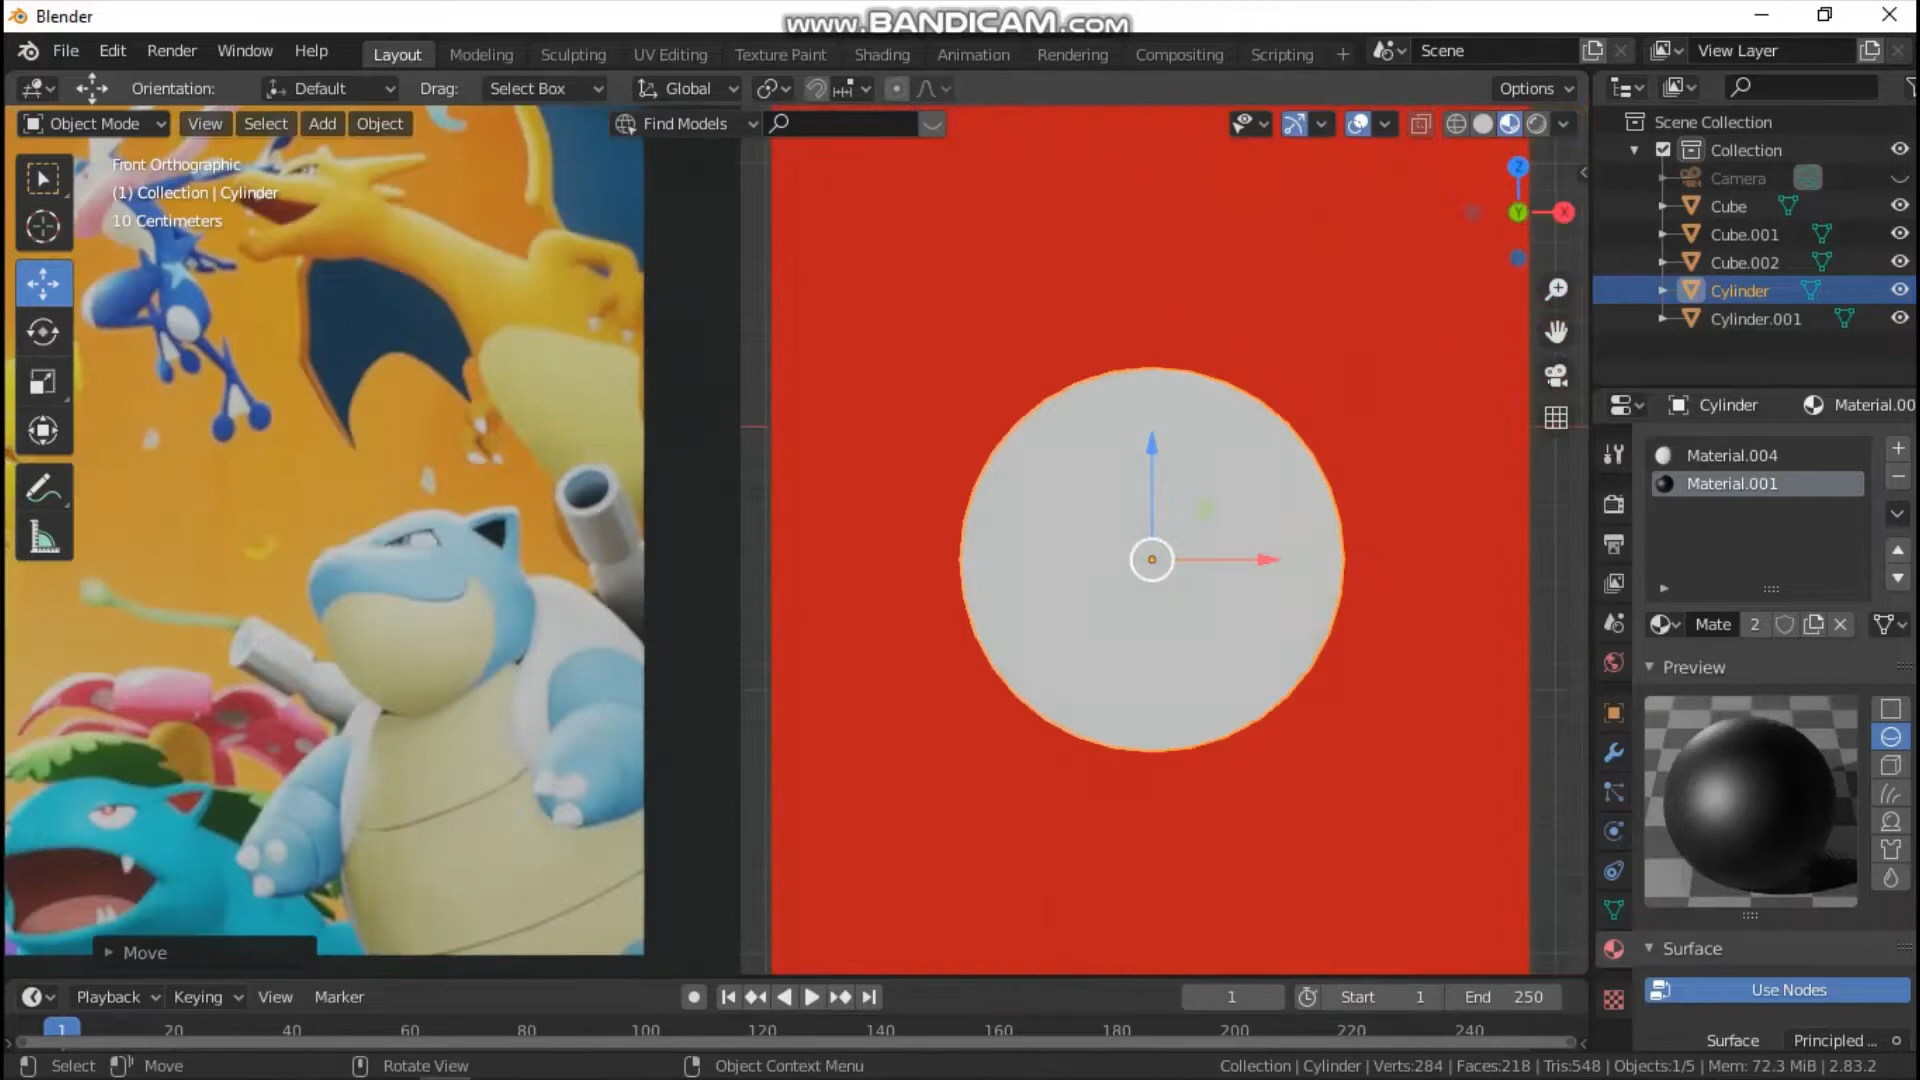 Blender
www.BANDICAM.com
File Edit Render Window Help
Layout Modeling Sculpting UV Editing Texture Paint Shading Animation Rendering Compositing Scripting +
Scene
View Layer
Orientation: Default Drag: Select Box Global Options
Object Mode View Select Add Object Find Models
Front Orthographic
(1) Collection | Cylinder
10 Centimeters
Z
Y
X
Scene Collection
Collection
Camera
Cube
Cube.001
Cube.002
Cylinder
Cylinder.001
Cylinder Material.00
Material.004
Material.001
Mate 2
Preview
Surface
Use Nodes
Surface Principled ...
Move
Playback Keying View Marker 1 Start 1 End 250
1 20 40 60 80 100 120 140 160 180 200 220 240
Select Move Rotate View Object Context Menu Collection | Cylinder | Verts:284 | Faces:218 | Tris:548 | Objects:1/5 | Mem: 72.3 MiB | 2.83.2